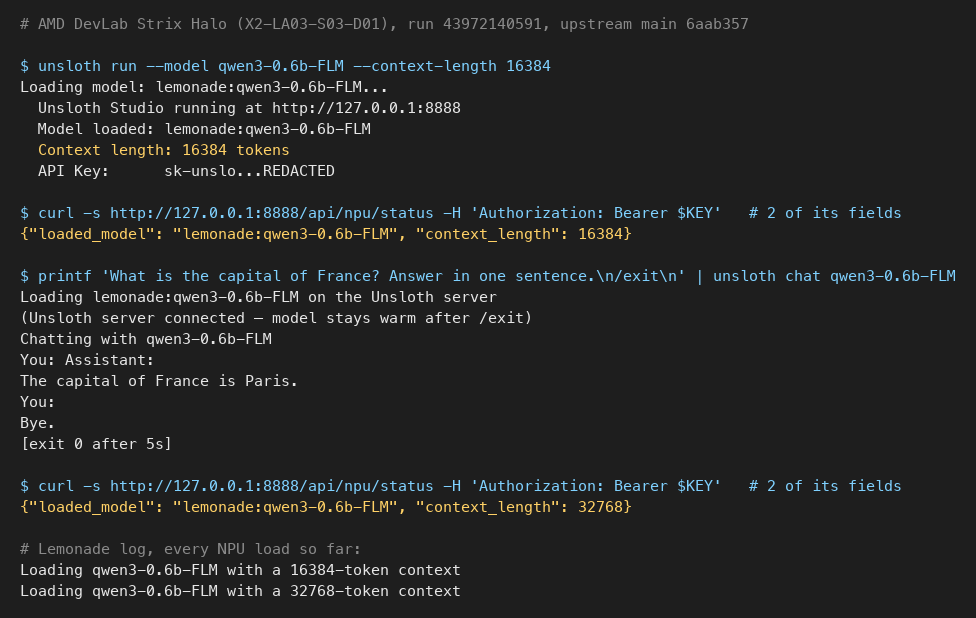 # AMD DevLab Strix Halo (X2-LA03-S03-D01), run 43972140591, upstream main 6aab357
$ unsloth run --model qwen3-0.6b-FLM --context-length 16384
Loading model: lemonade:qwen3-0.6b-FLM...
  Unsloth Studio running at http://127.0.0.1:8888
  Model loaded: lemonade:qwen3-0.6b-FLM
  Context length: 16384 tokens
  API Key:      sk-unslo...REDACTED
$ curl -s http://127.0.0.1:8888/api/npu/status -H 'Authorization: Bearer $KEY'   # 2 of its fields
{"loaded_model": "lemonade:qwen3-0.6b-FLM", "context_length": 16384}
$ printf 'What is the capital of France? Answer in one sentence.\n/exit\n' | unsloth chat qwen3-0.6b-FLM
Loading lemonade:qwen3-0.6b-FLM on the Unsloth server
(Unsloth server connected — model stays warm after /exit)
Chatting with qwen3-0.6b-FLM
You: Assistant:
The capital of France is Paris.
You:
Bye.
[exit 0 after 5s]
$ curl -s http://127.0.0.1:8888/api/npu/status -H 'Authorization: Bearer $KEY'   # 2 of its fields
{"loaded_model": "lemonade:qwen3-0.6b-FLM", "context_length": 32768}
# Lemonade log, every NPU load so far:
Loading qwen3-0.6b-FLM with a 16384-token context
Loading qwen3-0.6b-FLM with a 32768-token context